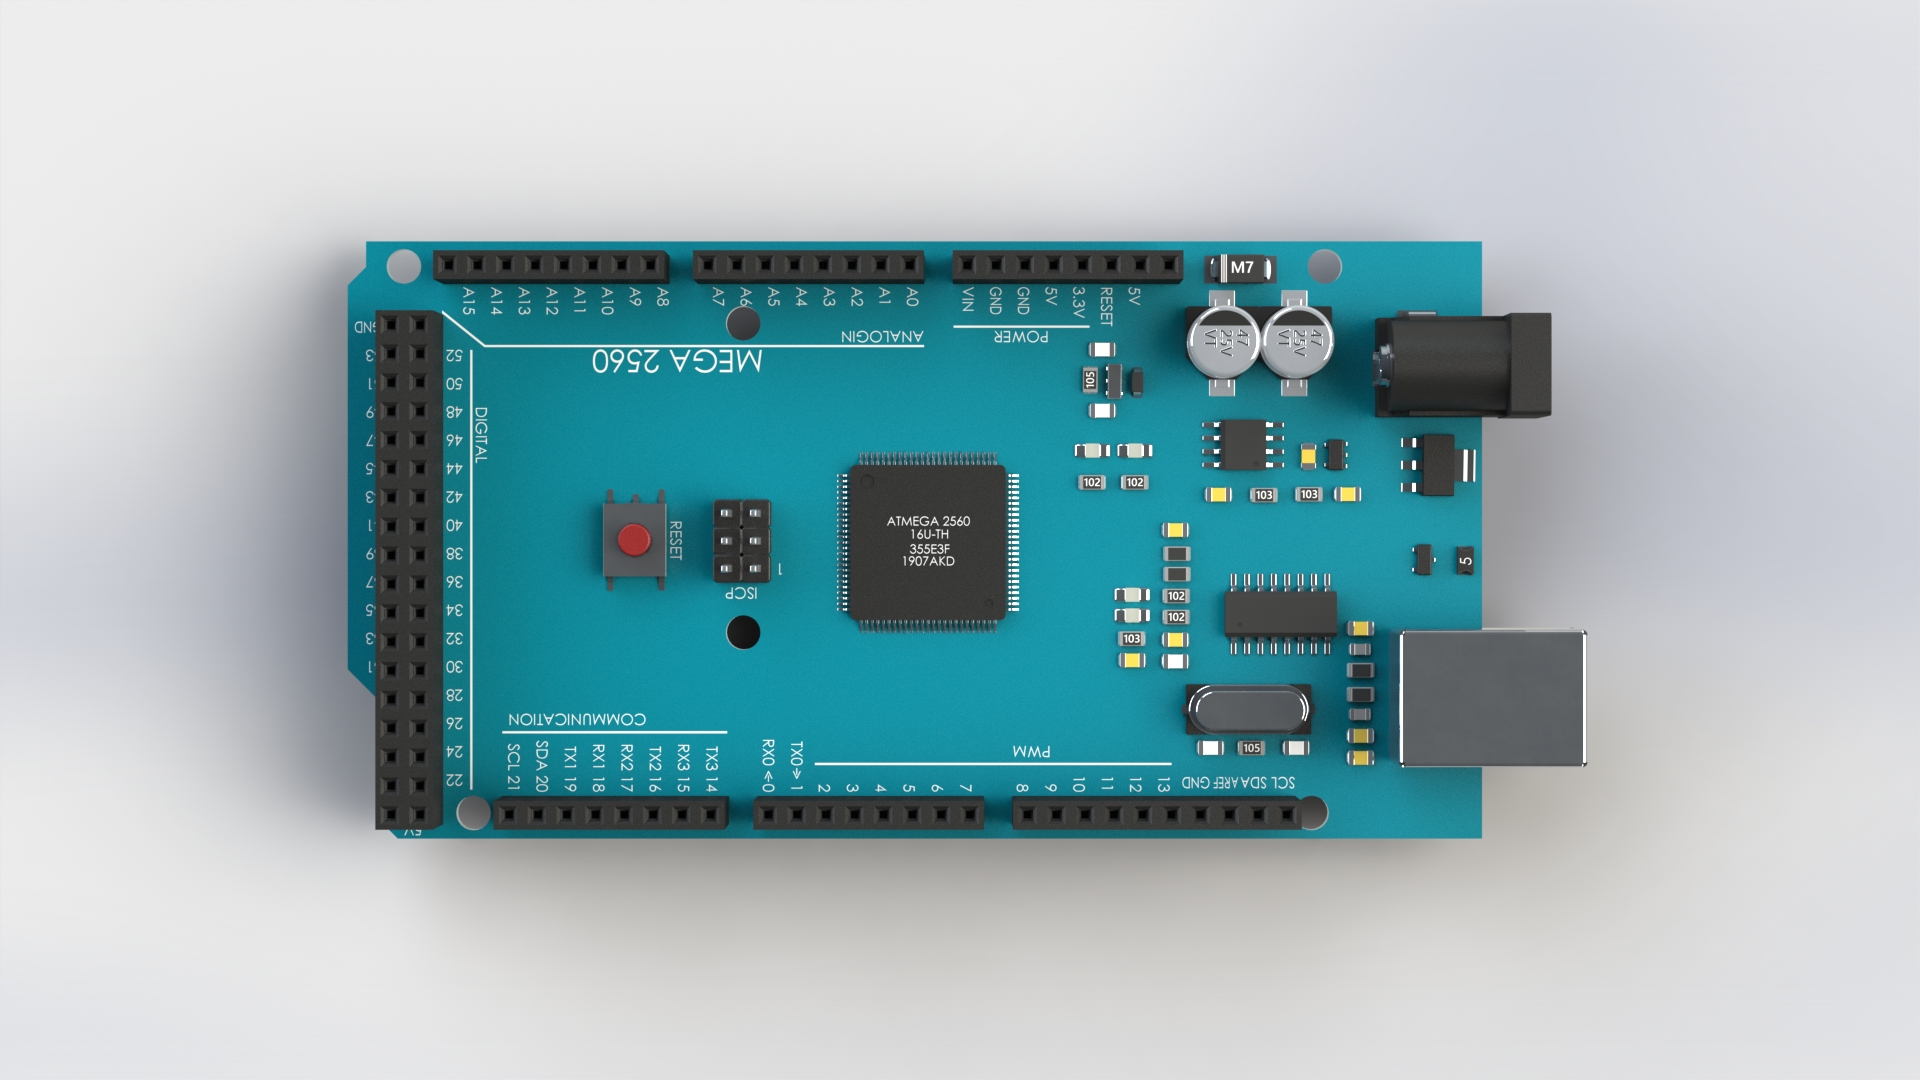 M7
A15
A14
A13
A12
A11
A10
A9
A8
A7
A6
A5
A4
A3
A2
A1
A0
VIN
GND
GND
5V
3.3V
RESET
5V
ANALOGIN
POWER
MEGA 2560
47
25V
VT
47
25V
VT
GND
52
50
48
46
44
42
40
38
36
34
32
30
28
26
24
22
5V
DIGITAL
105
102
102
103
103
RESET
1
ISCP
ATMEGA 2560
16U-TH
355E3F
1907AKD
5
102
102
103
105
COMMUNICATION
SCL 21
SDA 20
TX1 19
RX1 18
RX2 17
TX2 16
RX3 15
TX3 14
RX0 ←0
TX0→ 1
PWM
2
3
4
5
6
7
8
9
10
11
12
13
GND
AREF
SDA
SCL